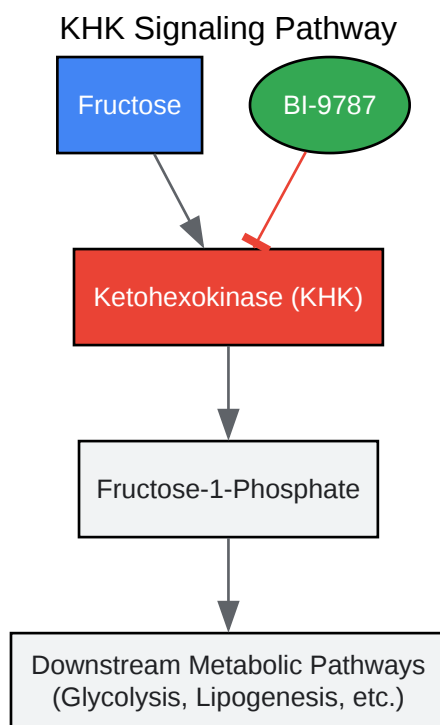 KHK Signaling Pathway
Fructose
BI-9787
Ketohexokinase (KHK)
Fructose-1-Phosphate
Downstream Metabolic Pathways
(Glycolysis, Lipogenesis, etc.)